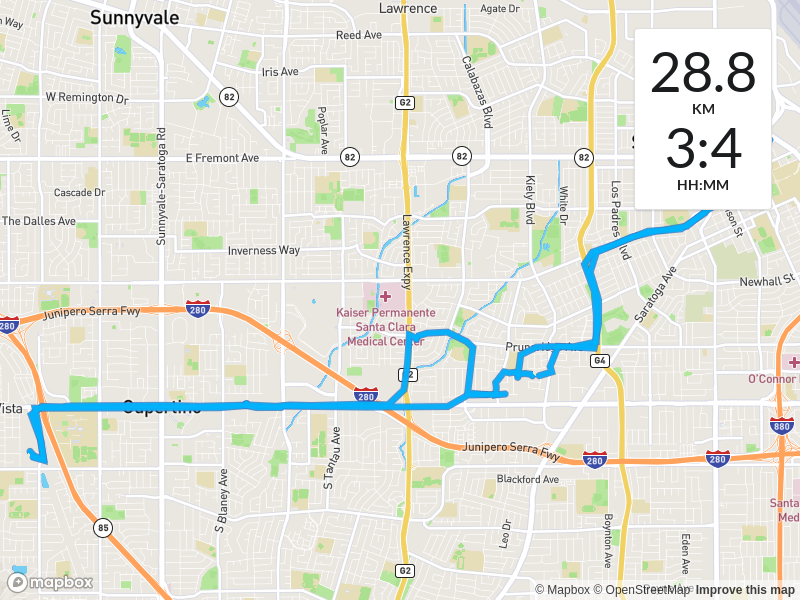 Sunnyvale
Lawrence
Agate Dr
Reed Ave
28.8
KM
3:4
HH:MM
Iris Ave
82
W Remington Dr
G2
Calabazas Blvd
Lime Dr
Poplar Ave
Sunnyvale-Saratoga Rd
E Fremont Ave
82
82
82
Cascade Dr
Kiely Blvd
White Dr
Los Padres Blvd
The Dalles Ave
Lawrence Expy
Inverness Way
Saratoga Ave
Newhall St
Kaiser Permanente
Santa Clara
Medical Center
Junipero Serra Fwy
280
280
G4
O'Connor
280
Cupertino
880
S Tantau Ave
Junipero Serra Fwy
280
280
Blackford Ave
S Blaney Ave
Leo Dr
Boynton Ave
Eden Ave
Santa
Med
85
G2
mapbox
© Mapbox © OpenStreetMap Improve this map